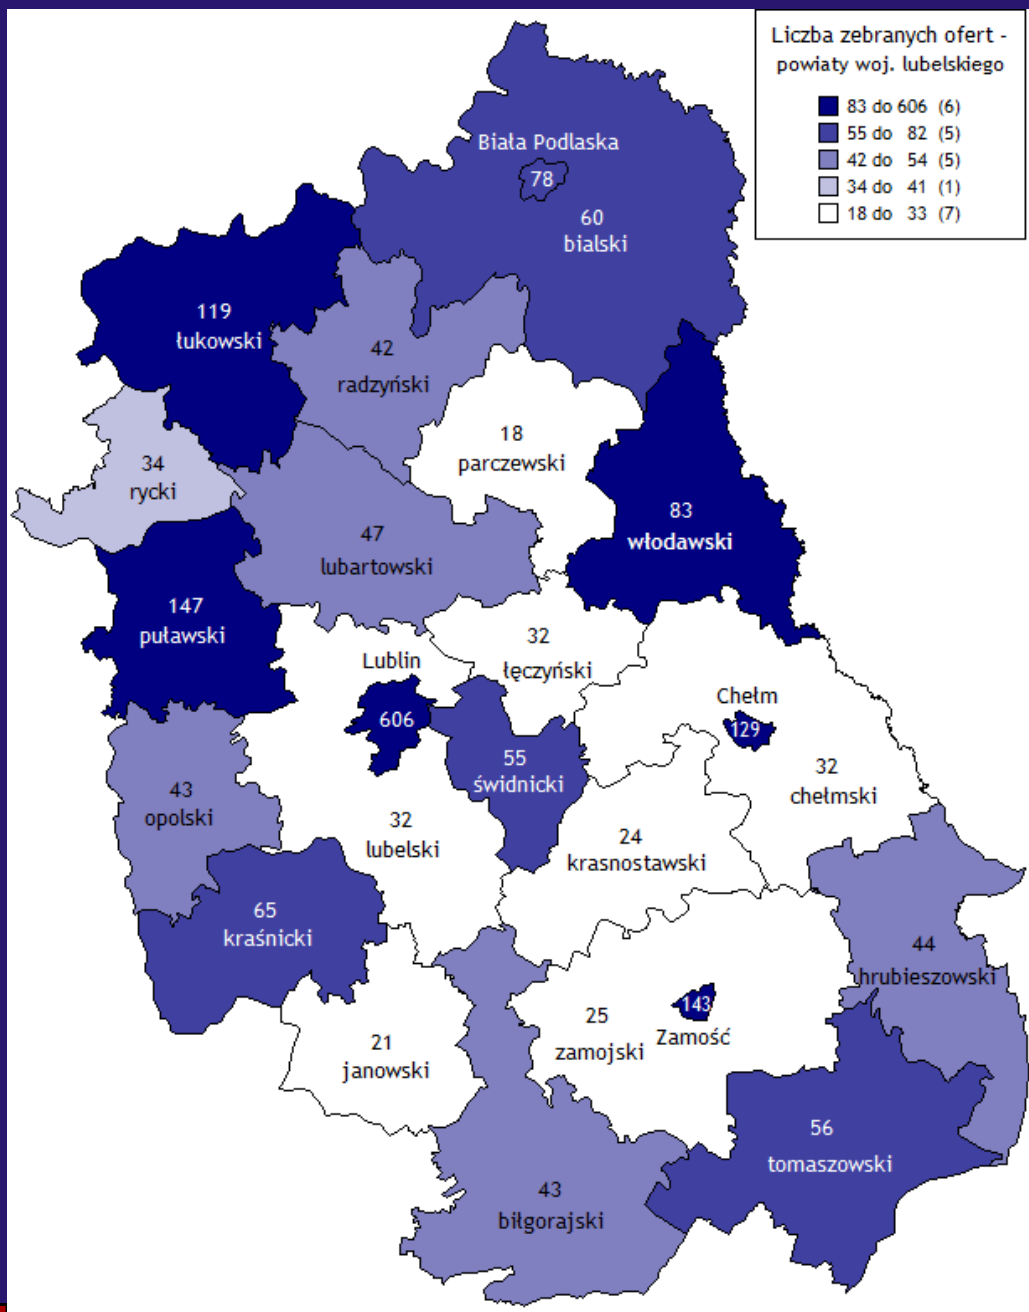 Liczba zebranych ofert -
powiaty woj. lubelskiego
83 do 606 (6)
55 do 82 (5)
42 do 54 (5)
34 do 41 (1)
18 do 33 (7)
Biała Podlaska
78
60
bialski
119
łukowski
42
radzyński
18
parczewski
34
rycki
83
włodawski
47
lubartowski
147
puławski
32
łęczyński
Lublin
606
Chełm
129
55
świdnicki
32
chełmski
43
opolski
32
lubelski
24
krasnostawski
65
kraśnicki
44
hrubieszowski
143
Zamość
25
zamojski
21
janowski
56
tomaszowski
43
biłgorajski